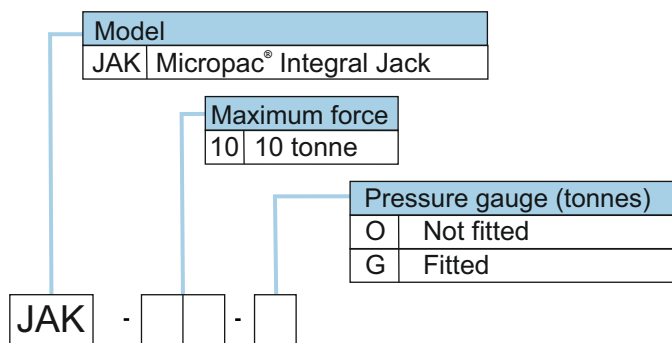 Model
JAK Micropac® Integral Jack
Maximum force
10 10 tonne
Pressure gauge (tonnes)
O Not fitted
G Fitted
JAK - -